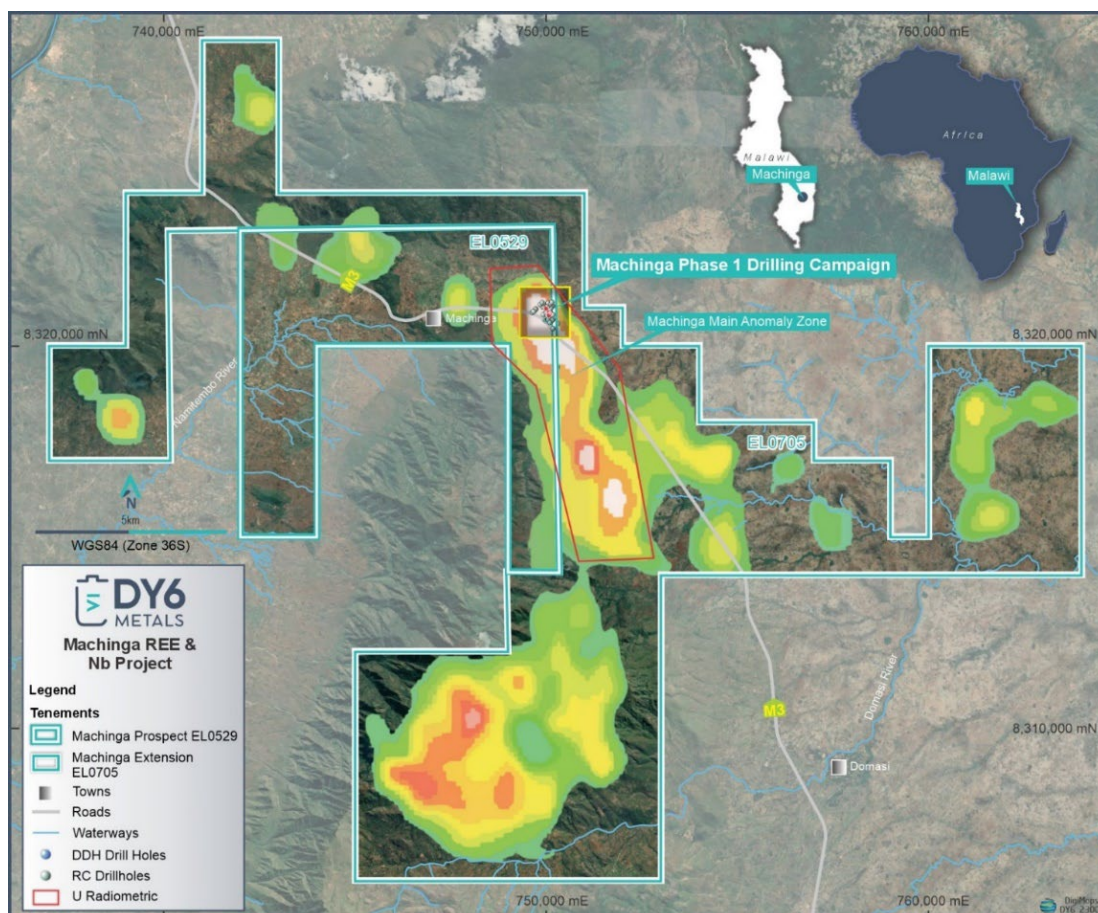 740,000 mE
750,000 mE
760,000 mE
Africa
Malawi
Machinga
Malawi
EL0529
Machinga Phase 1 Drilling Campaign
M3
Machinga
Machinga Main Anomaly Zone
8,320,000 mN
8,320,000 mN
Namitembo River
EL0705
N
5km
WGS84 (Zone 36S)
DY6
METALS
Machinga REE &
Nb Project
Legend
Tenements
Machinga Prospect EL0529
Machinga Extension
EL0705
Towns
Roads
Waterways
DDH Drill Holes
RC Drillholes
U Radiometric
M3
Domasi River
8,310,000 mN
Domasi
750,000 mE
760,000 mE